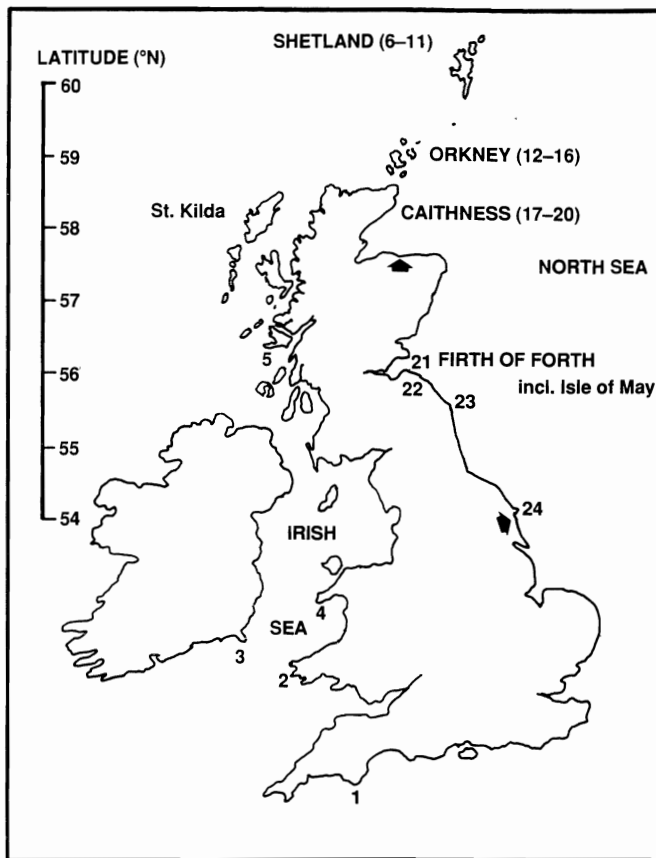 SHETLAND (6–11)
LATITUDE (°N)
60
59
ORKNEY (12–16)
St. Kilda
CAITHNESS (17–20)
58
NORTH SEA
57
5
21 FIRTH OF FORTH
56
22
incl. Isle of May
23
55
54
24
IRISH
4
SEA
3
2
1